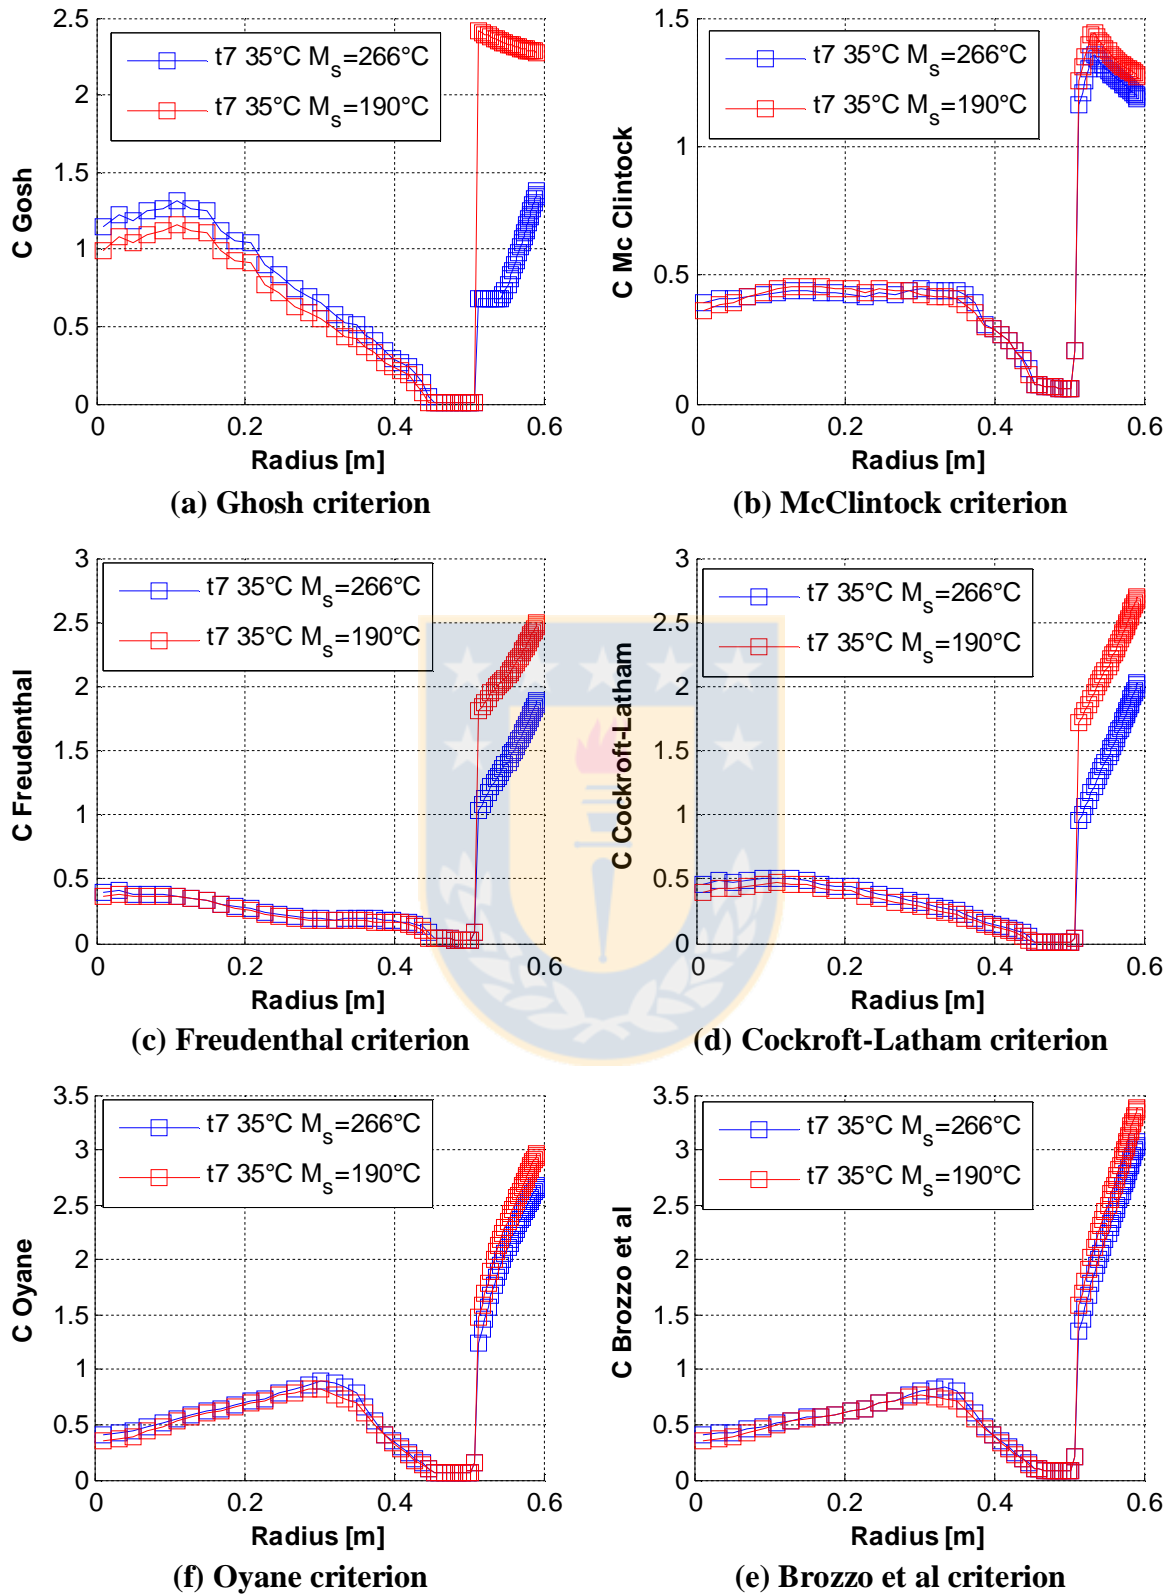 2.5
2
1.5
1
0.5
0
C Gosh
t7 35°C Ms=266°C
t7 35°C Ms=190°C
0 0.2 0.4 0.6
Radius [m]
(a) Ghosh criterion
1.5
1
0.5
0
C Mc Clintock
t7 35°C Ms=266°C
t7 35°C Ms=190°C
0 0.2 0.4 0.6
Radius [m]
(b) McClintock criterion
3
2.5
2
1.5
1
0.5
0
C Freudenthal
t7 35°C Ms=266°C
t7 35°C Ms=190°C
0 0.2 0.4 0.6
Radius [m]
(c) Freudenthal criterion
3
2.5
2
1.5
1
0.5
0
C Cockroft-Latham
t7 35°C Ms=266°C
t7 35°C Ms=190°C
0 0.2 0.4 0.6
Radius [m]
(d) Cockroft-Latham criterion
3.5
3
2.5
2
1.5
1
0.5
0
C Oyane
t7 35°C Ms=266°C
t7 35°C Ms=190°C
0 0.2 0.4 0.6
Radius [m]
(f) Oyane criterion
3.5
3
2.5
2
1.5
1
0.5
0
C Brozzo et al
t7 35°C Ms=266°C
t7 35°C Ms=190°C
0 0.2 0.4 0.6
Radius [m]
(e) Brozzo et al criterion